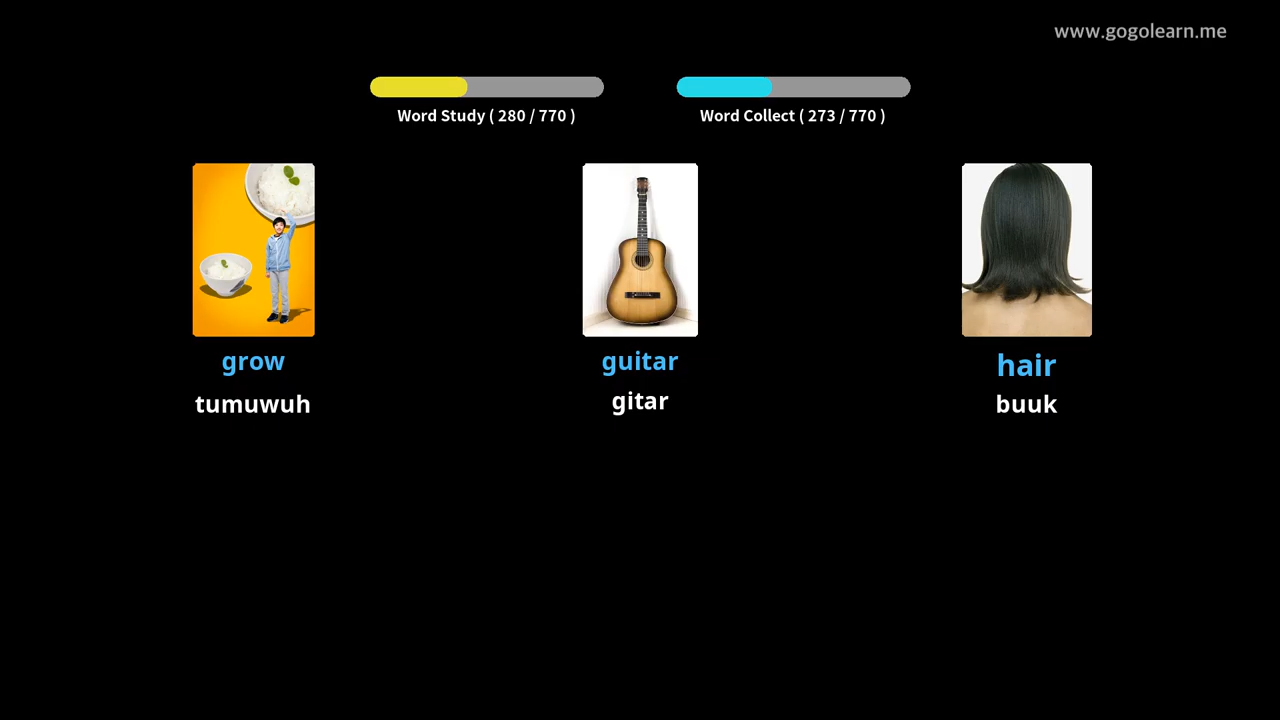 www.gogolearn.me
Word Study ( 280 / 770 )
Word Collect ( 273 / 770 )
grow
guitar
hair
tumuwuh
gitar
buuk